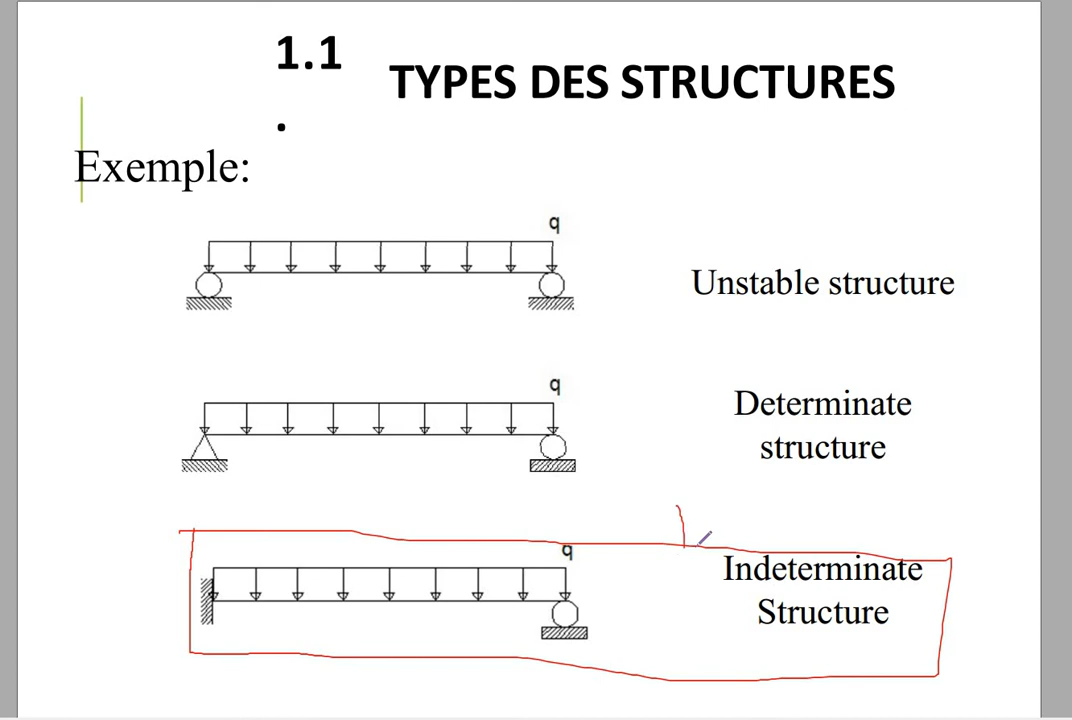 1.1
.
TYPES DES STRUCTURES
Exemple:
q
Unstable structure
q
Determinate
structure
q
Indeterminate
Structure